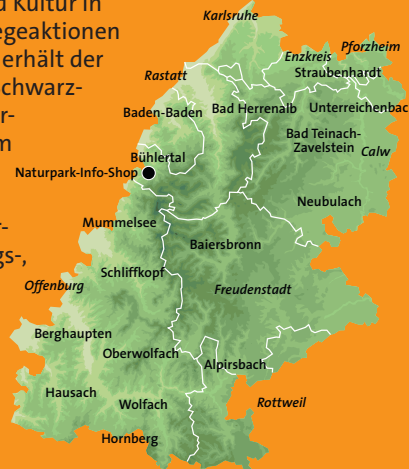 d Kultur in
egeaktionen
erhält der
chwarz-
r-
n
r-
gs-,
Karlsruhe
Enzkreis
Pforzheim
Straubenhardt
Rastatt
Baden-Baden
Bad Herrenalb
Unterreichenbac
Bad Teinach-
Zavelstein
Calw
Bühlertal
Naturpark-Info-Shop
Neubulach
Mummelsee
Baiersbronn
Schliffkopf
Offenburg
Freudenstadt
Berghaupten
Oberwolfach
Alpirsbach
Hausach
Wolfach
Rottweil
Hornberg